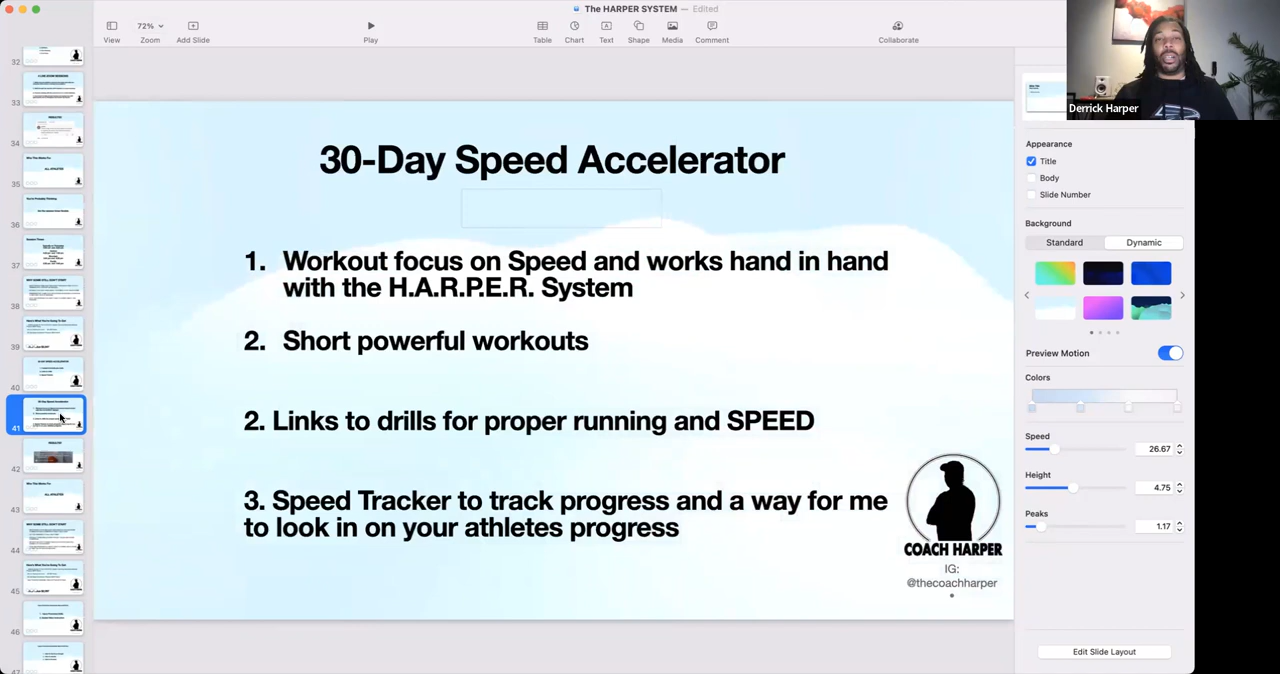 The HARPER SYSTEM — Edited
72%
View
Zoom
Add Slide
Play
Table
Chart
Text
Shape
Media
Comment
Collaborate
Derrick Harper
32
33
34
35
36
37
38
39
40
41
42
43
44
45
46
47
ALL ATHLETES
ALL ATHLETES
30-Day Speed Accelerator
1. Workout focus on Speed and works hand in hand
with the H.A.R.P.E.R. System
2. Short powerful workouts
2. Links to drills for proper running and SPEED
3. Speed Tracker to track progress and a way for me
to look in on your athletes progress
COACH HARPER
IG:
@thecoachharper
Appearance
Title
Body
Slide Number
Background
Standard
Dynamic
Preview Motion
Colors
Speed
26.67
Height
4.75
Peaks
1.17
Edit Slide Layout